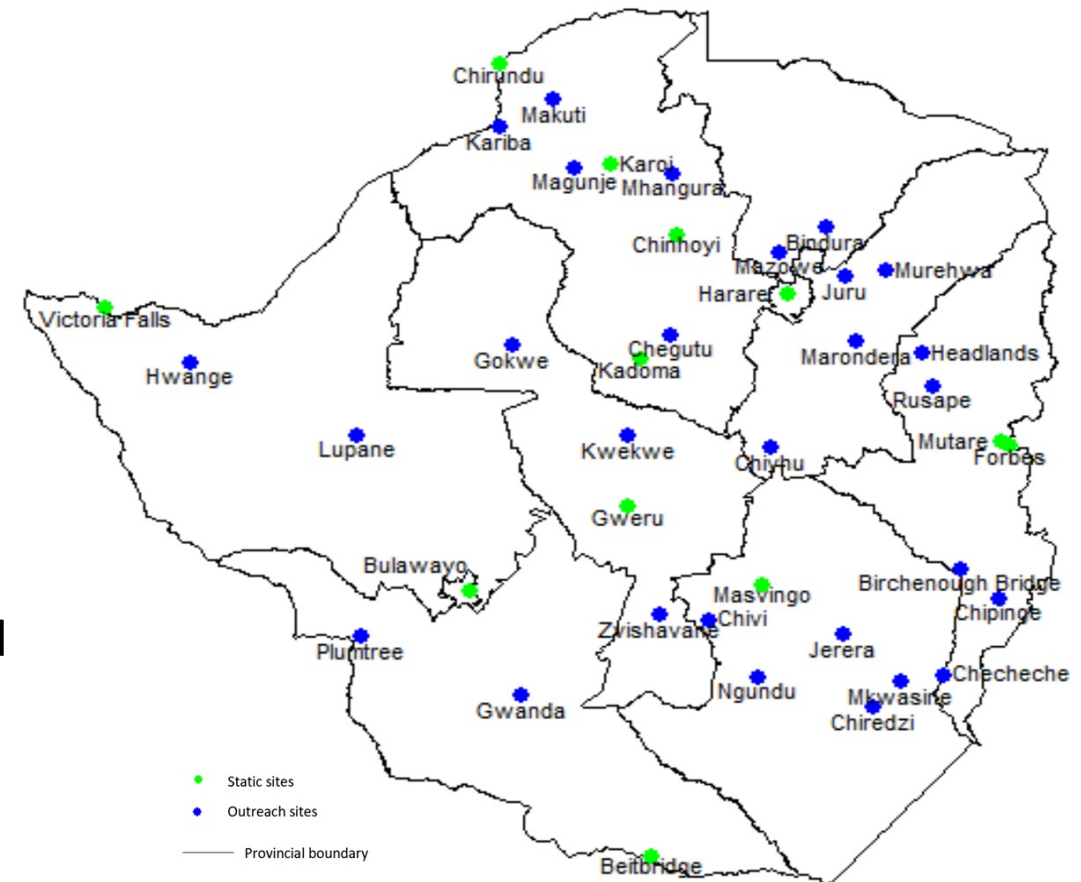 Chirundu
Makuti
Kariba
Karoi
Magunje
Mhangura
Chinhoyi
Bindura
Mazowe
Murehwa
Harare
Juru
Victoria Falls
Chegutu
Marondera
Headlands
Gokwe
Kadoma
Hwange
Rusape
Lupane
Kwekwe
Chivhu
Mutare
Forbes
Gweru
Bulawayo
Masvingo
Birchenough Bridge
Chipinge
Zvishavane
Chivi
Plumtree
Jerera
Checheche
Ngundu
Mkwasine
Gwanda
Chiredzi
Static sites
Outreach sites
Provincial boundary
Beitbridge